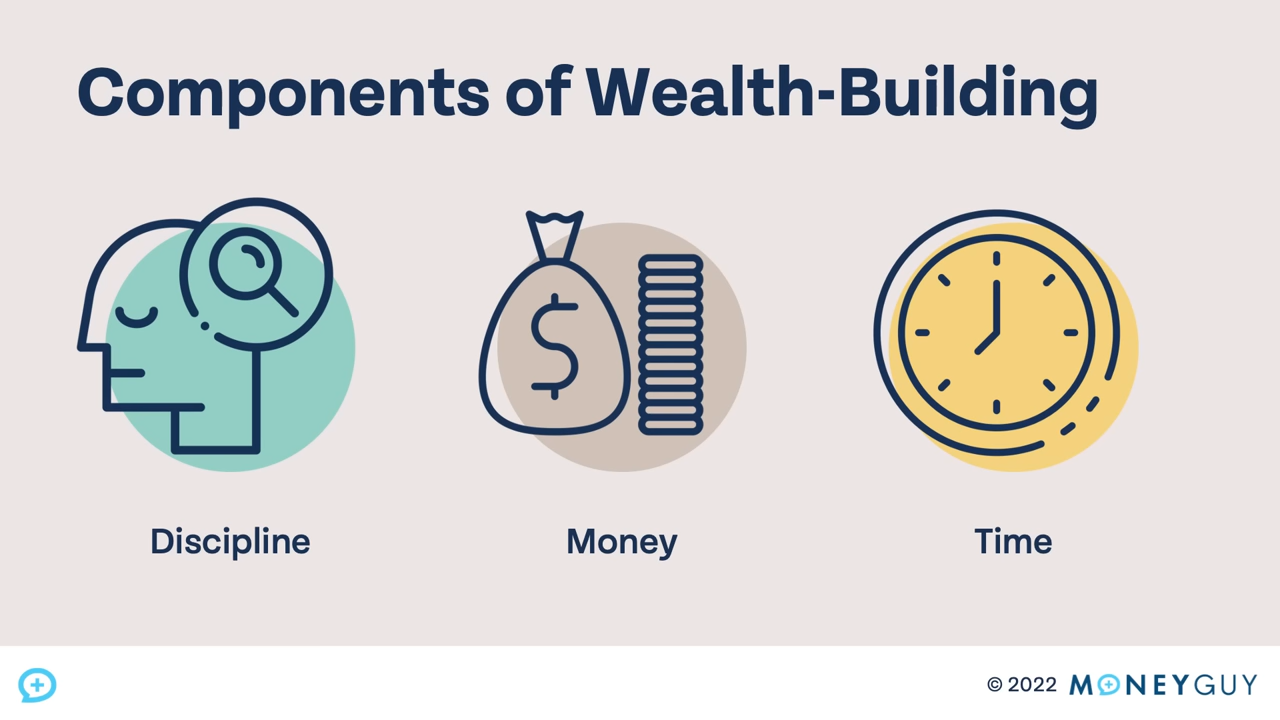 Components of Wealth-Building
$
Discipline
Money
Time
© 2022 MONEYGUY